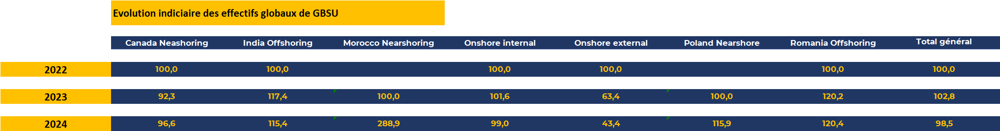 Evolution indiciaire des effectifs globaux de GBSU
Canada Neashoring India Offshoring Morocco Nearshoring Onshore internal Onshore external Poland Nearshore Romania Offshoring Total général
2022 100,0 100,0 100,0 100,0 100,0 100,0
2023 92,3 117,4 100,0 101,6 63,4 100,0 120,2 102,8
2024 96,6 115,4 288,9 99,0 43,4 115,9 120,4 98,5